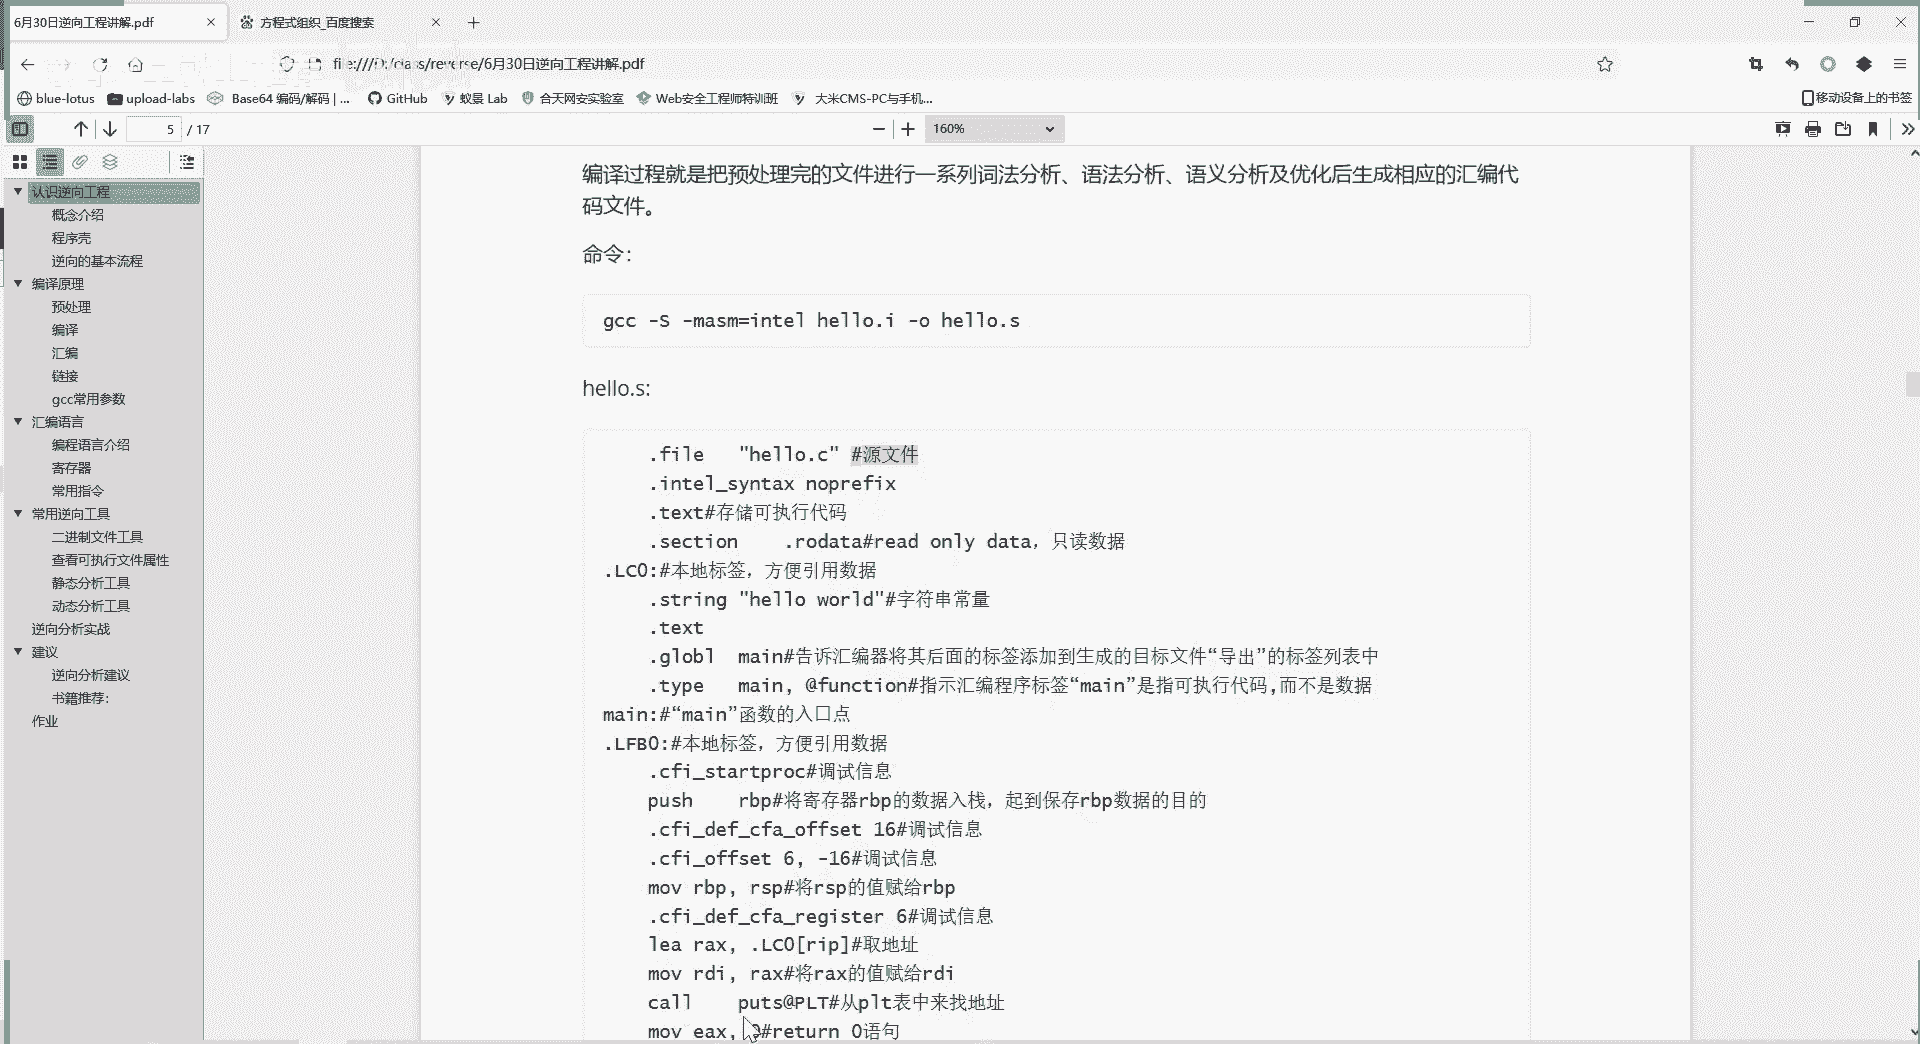 6月30日逆向工程讲解.pdf
方程式组织_百度搜索
file:///D:/class/reverse/6月30日逆向工程讲解.pdf
blue-lotus
upload-labs
Base64 编码/解码 | ...
GitHub
蚁景 Lab
合天网安实验室
Web安全工程师特训班
大米CMS-PC与手机...
移动设备上的书签
5 / 17
160%
认识逆向工程
概念介绍
程序壳
逆向的基本流程
编译原理
预处理
编译
汇编
链接
gcc常用参数
汇编语言
编程语言介绍
寄存器
常用指令
常用逆向工具
二进制文件工具
查看可执行文件属性
静态分析工具
动态分析工具
逆向分析实战
建议
逆向分析建议
书籍推荐：
作业
编译过程就是把预处理完的文件进行一系列词法分析、语法分析、语义分析及优化后生成相应的汇编代
码文件。
命令：
gcc -S -masm=intel hello.i -o hello.s
hello.s:
.file "hello.c" #源文件
.intel_syntax noprefix
.text#存储可执行代码
.section .rodata#read only data，只读数据
.LC0:#本地标签，方便引用数据
.string "hello world"#字符串常量
.text
.globl main#告诉汇编器将其后面的标签添加到生成的目标文件“导出”的标签列表中
.type main, @function#指示汇编程序标签“main”是指可执行代码,而不是数据
main:#“main”函数的入口点
.LFB0:#本地标签，方便引用数据
.cfi_startproc#调试信息
push rbp#将寄存器rbp的数据入栈，起到保存rbp数据的目的
.cfi_def_cfa_offset 16#调试信息
.cfi_offset 6, -16#调试信息
mov rbp, rsp#将rsp的值赋给rbp
.cfi_def_cfa_register 6#调试信息
lea rax, .LC0[rip]#取地址
mov rdi, rax#将rax的值赋给rdi
call puts@PLT#从plt表中来找地址
mov eax, 0#return 0语句